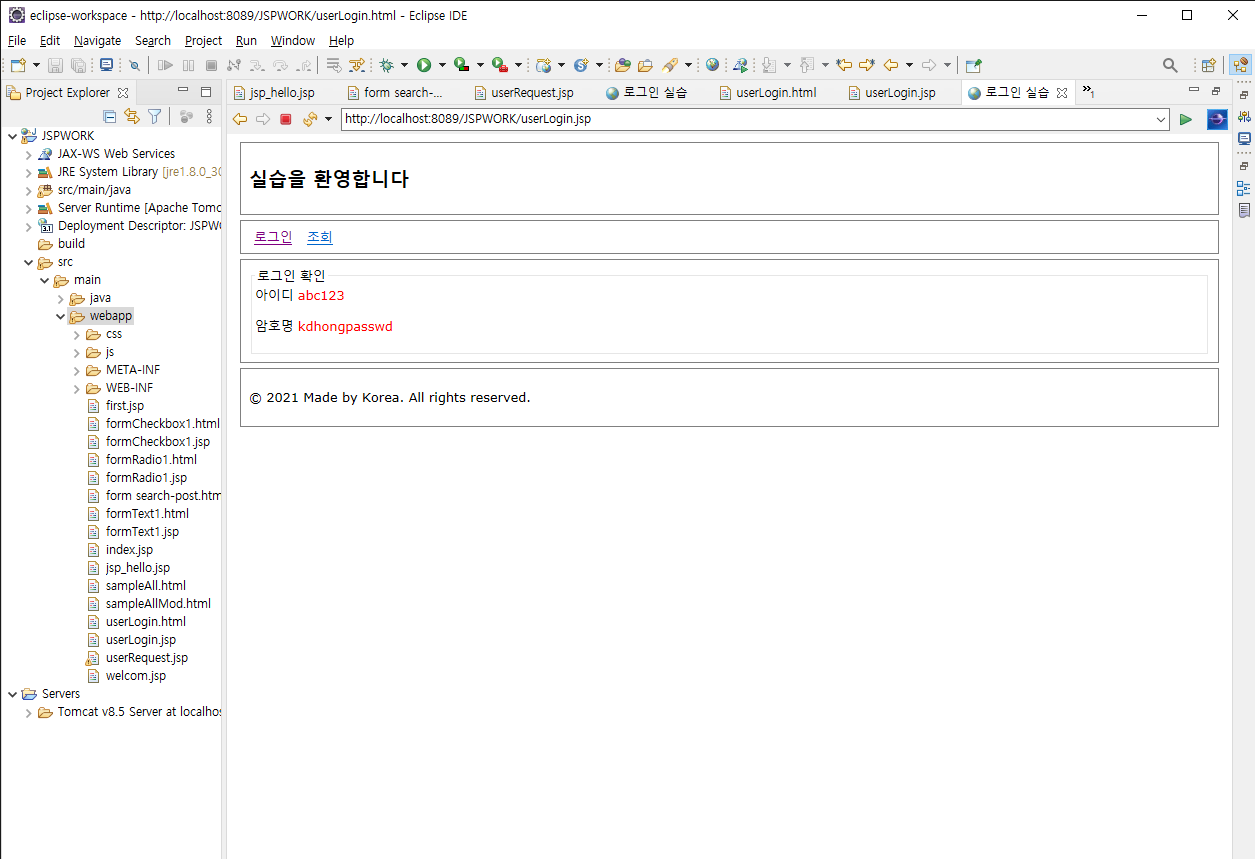 eclipse-workspace - http://localhost:8089/JSPWORK/userLogin.html - Eclipse IDE
File Edit Navigate Search Project Run Window Help
Project Explorer
jsp_hello.jsp
form search-...
userRequest.jsp
로그인 실습
userLogin.html
userLogin.jsp
로그인 실습
1
http://localhost:8089/JSPWORK/userLogin.jsp
JSPWORK
JAX-WS Web Services
JRE System Library [jre1.8.0_30
src/main/java
Server Runtime [Apache Tomc
Deployment Descriptor: JSPWO
build
src
main
java
webapp
css
js
META-INF
WEB-INF
first.jsp
formCheckbox1.html
formCheckbox1.jsp
formRadio1.html
formRadio1.jsp
form search-post.htm
formText1.html
formText1.jsp
index.jsp
jsp_hello.jsp
sampleAll.html
sampleAllMod.html
userLogin.html
userLogin.jsp
userRequest.jsp
welcom.jsp
Servers
Tomcat v8.5 Server at localhos
실습을 환영합니다
로그인 조회
로그인 확인
아이디 abc123
암호명 kdhongpasswd
© 2021 Made by Korea. All rights reserved.